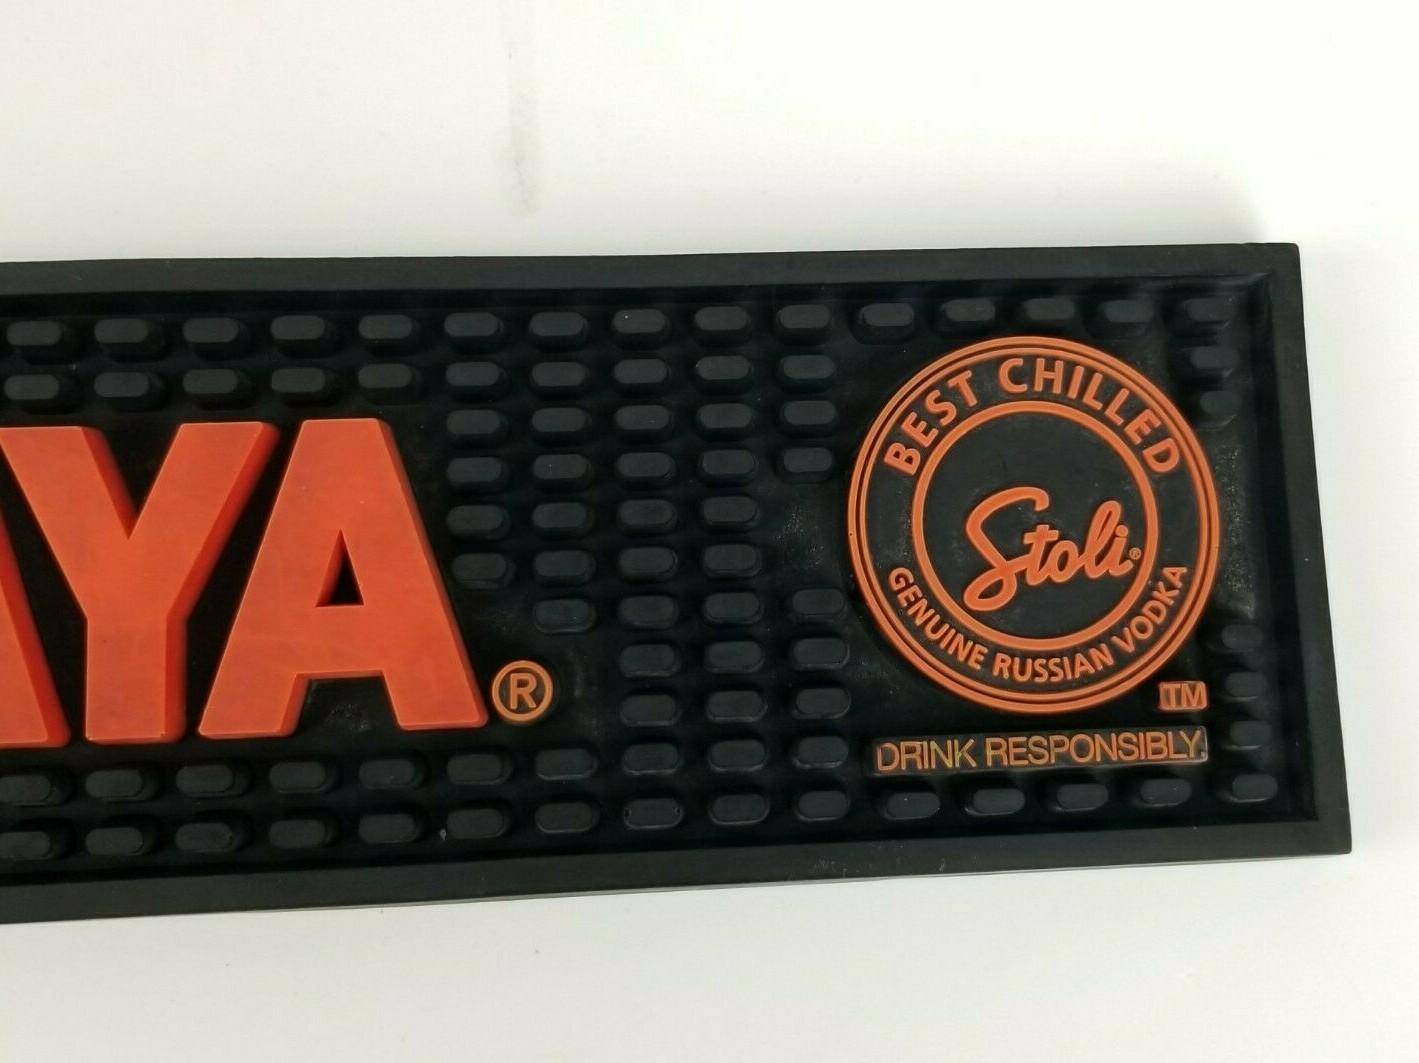 AYA®
BEST CHILLED
Stoli®
GENUINE RUSSIAN VODKA
TM
DRINK RESPONSIBLY.